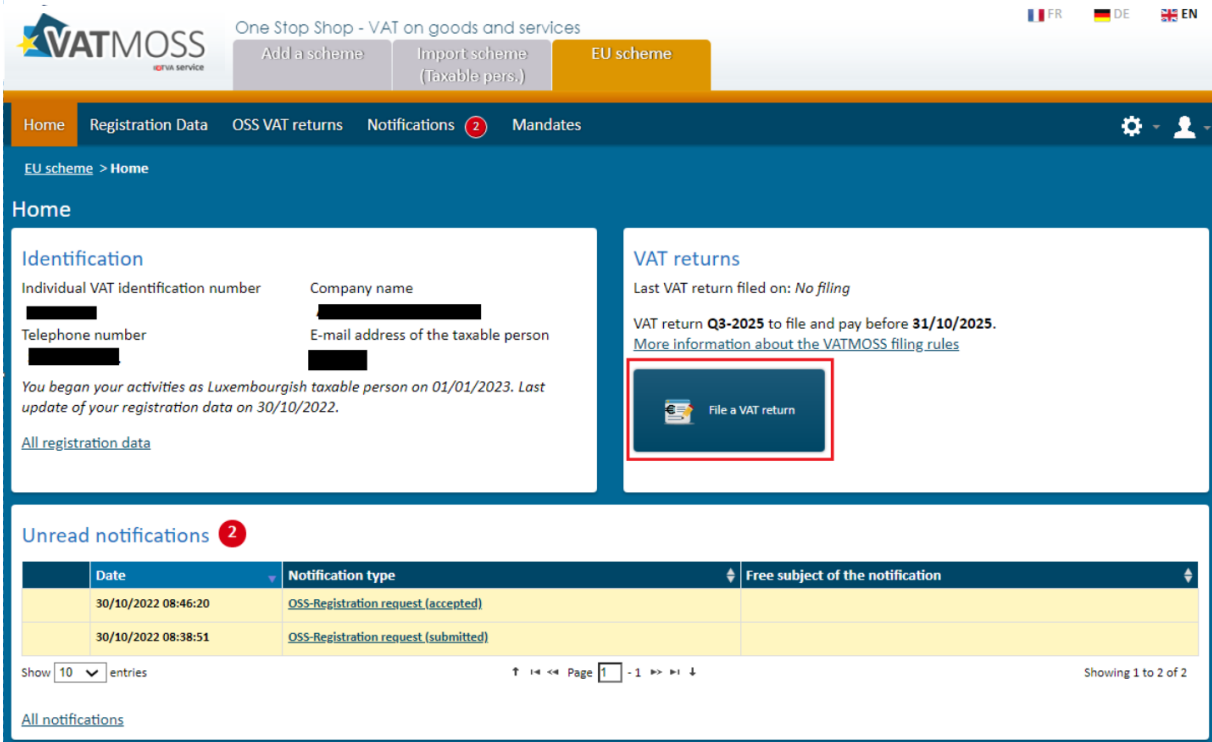 FR DE EN
VATMOSS
One Stop Shop - VAT on goods and services
TVA service
Add a scheme Import scheme EU scheme
(Taxable pers.)
Home Registration Data OSS VAT returns Notifications 2 Mandates
EU scheme > Home
Home
Identification
Individual VAT identification number Company name
Telephone number E-mail address of the taxable person
You began your activities as Luxembourgish taxable person on 01/01/2023. Last
update of your registration data on 30/10/2022.
All registration data
VAT returns
Last VAT return filed on: No filing
VAT return Q3-2025 to file and pay before 31/10/2025.
More information about the VATMOSS filing rules
File a VAT return
Unread notifications 2
Date Notification type Free subject of the notification
30/10/2022 08:46:20 OSS-Registration request (accepted)
30/10/2022 08:38:51 OSS-Registration request (submitted)
Show 10 entries Page 1 - 1 Showing 1 to 2 of 2
All notifications